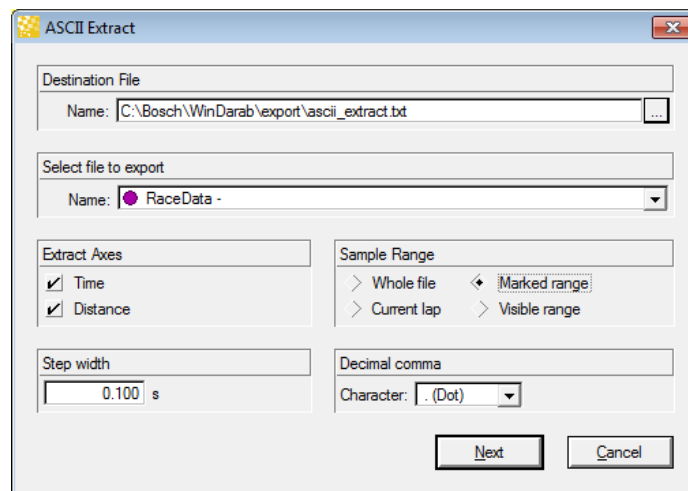 ASCII Extract
Destination File
Name: C:\Bosch\WinDarab\export\ascii_extract.txt ...
Select file to export
Name: RaceData -
Extract Axes
Time
Distance
Sample Range
Whole file Marked range
Current lap Visible range
Step width
0.100 s
Decimal comma
Character: . (Dot)
Next Cancel